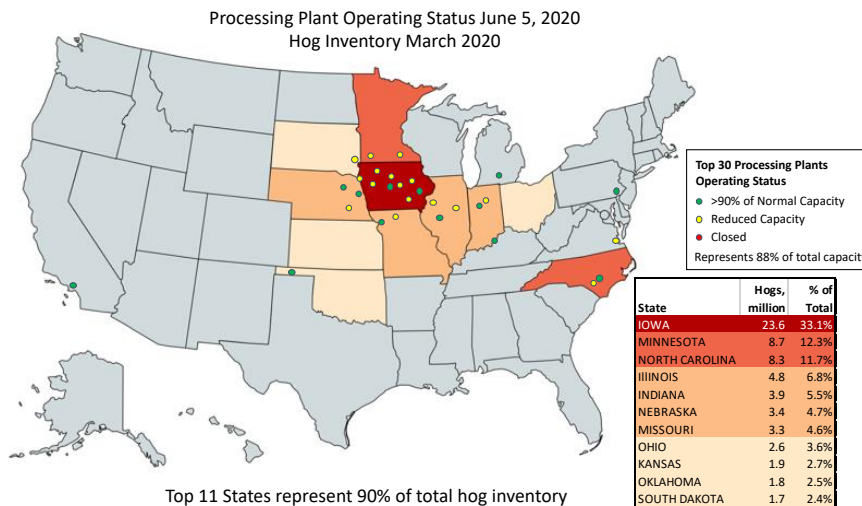 Processing Plant Operating Status June 5, 2020
Hog Inventory March 2020
Top 30 Processing Plants
Operating Status
>90% of Normal Capacity
Reduced Capacity
Closed
Represents 88% of total capacit
State Hogs, million % of Total
IOWA 23.6 33.1%
MINNESOTA 8.7 12.3%
NORTH CAROLINA 8.3 11.7%
ILLINOIS 4.8 6.8%
INDIANA 3.9 5.5%
NEBRASKA 3.4 4.7%
MISSOURI 3.3 4.6%
OHIO 2.6 3.6%
KANSAS 1.9 2.7%
OKLAHOMA 1.8 2.5%
SOUTH DAKOTA 1.7 2.4%
Top 11 States represent 90% of total hog inventory